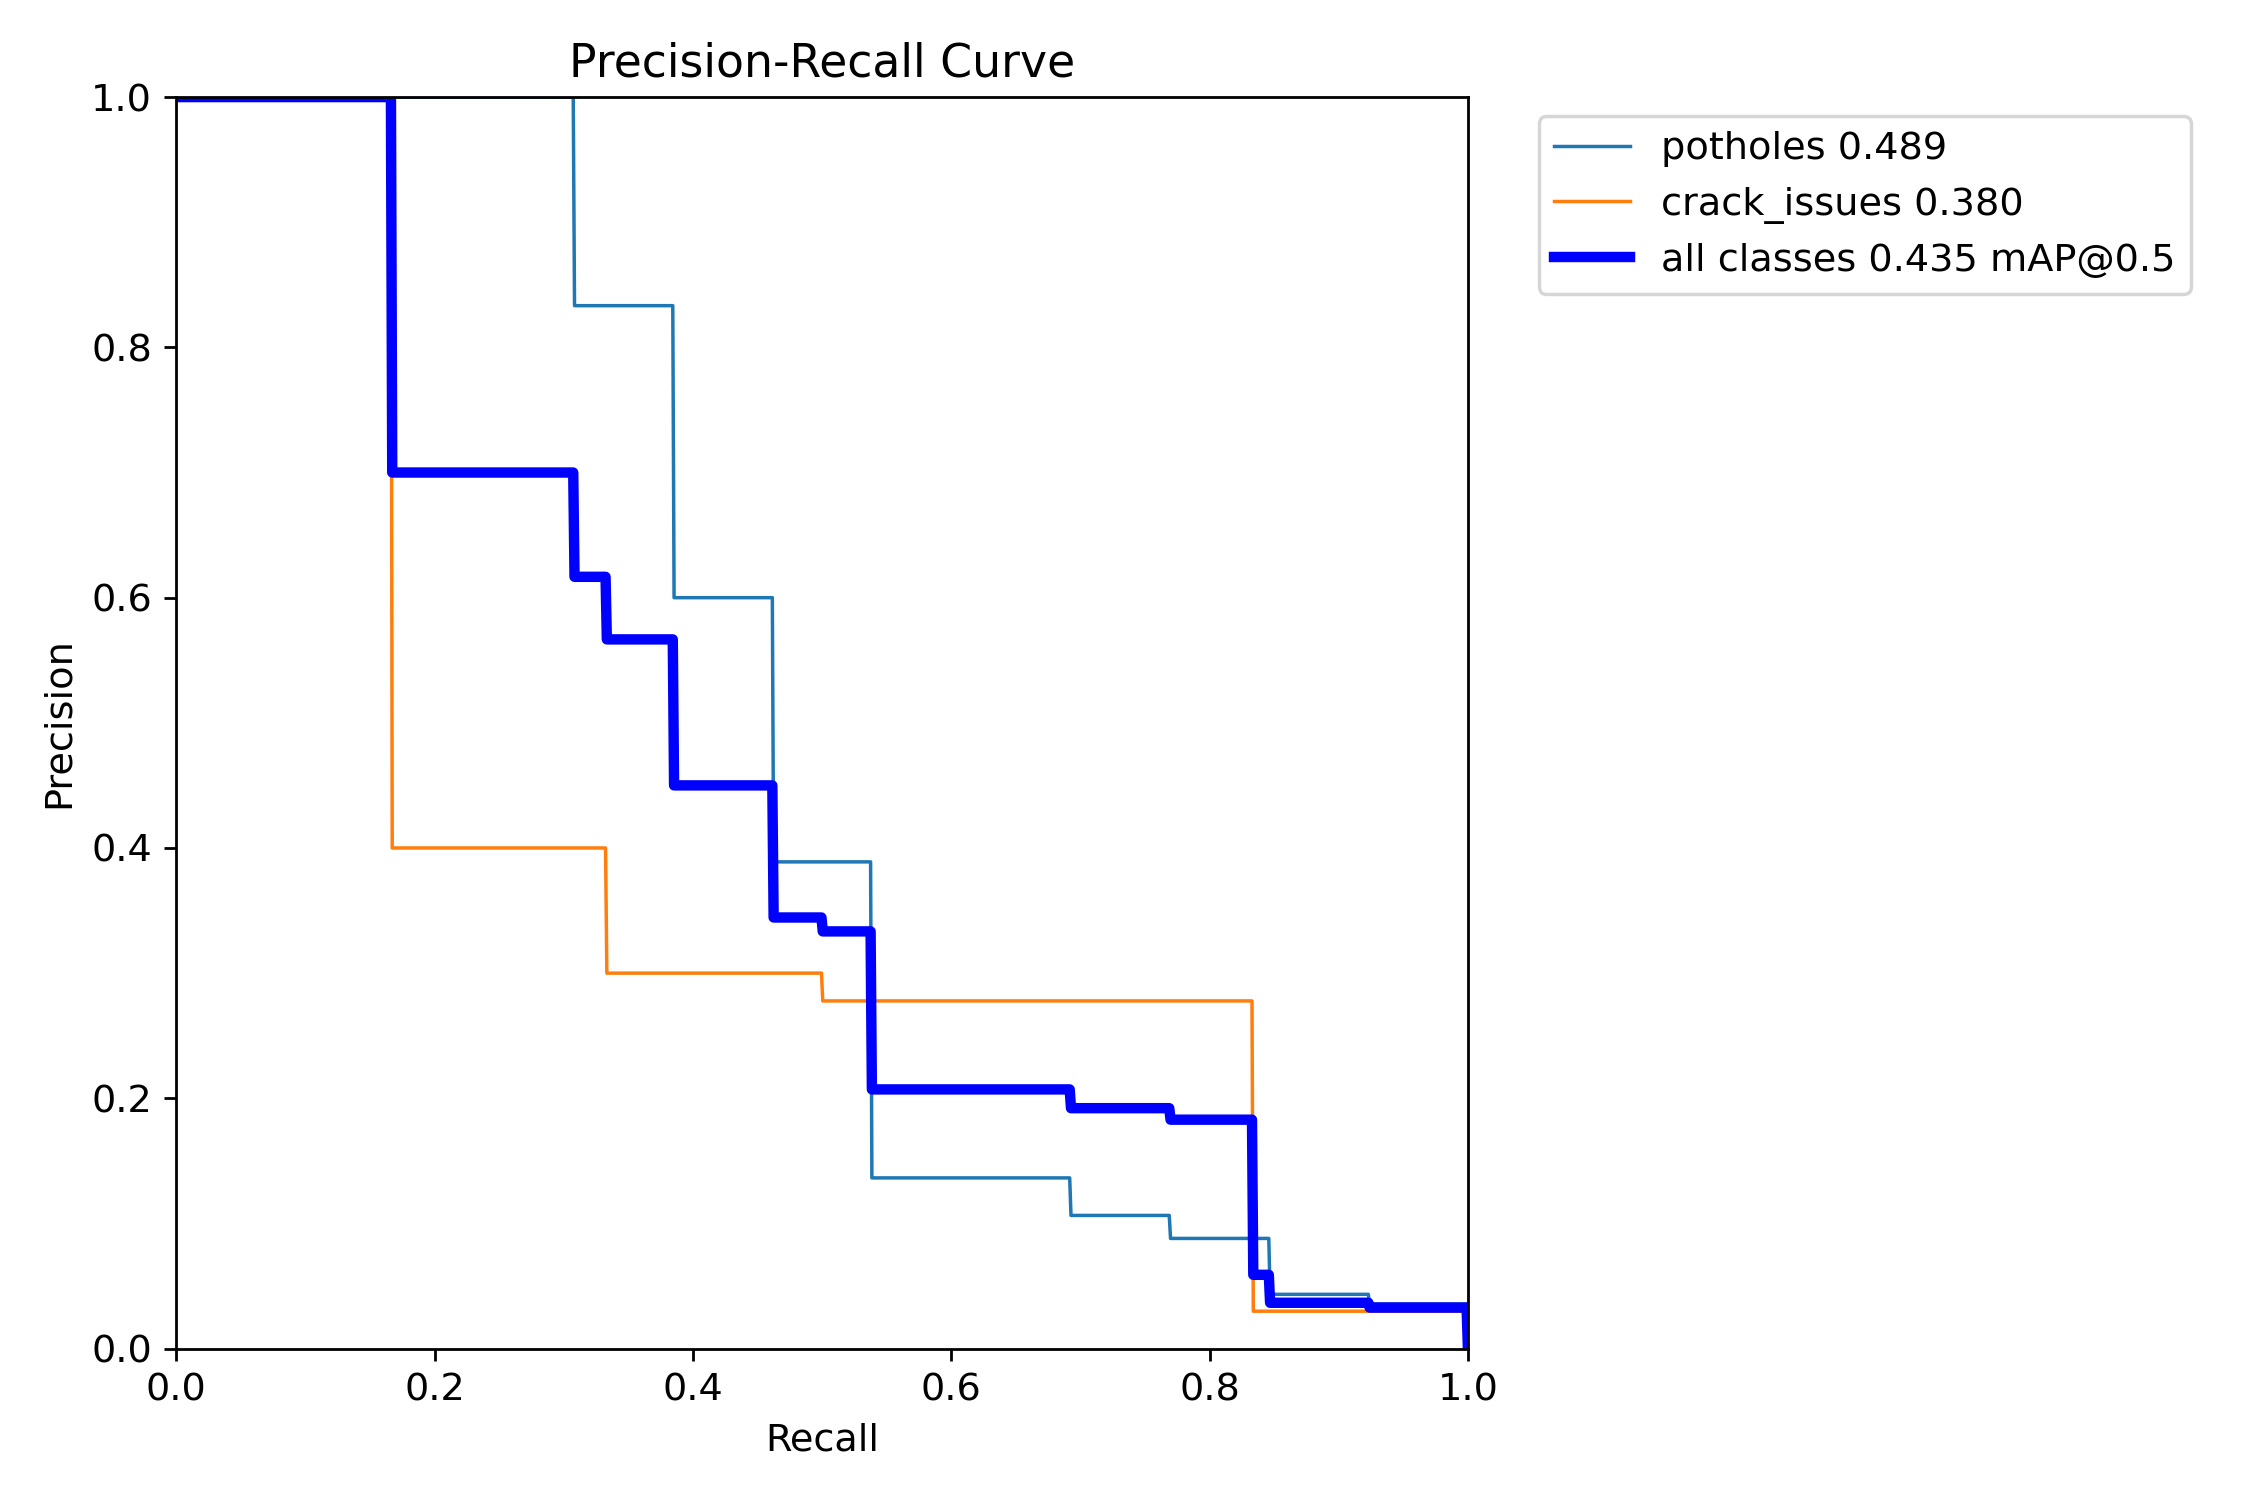 Precision-Recall Curve
1.0
0.8
0.6
0.4
0.2
0.0
Precision
0.0 0.2 0.4 0.6 0.8 1.0
Recall
potholes 0.489
crack_issues 0.380
all classes 0.435 mAP@0.5